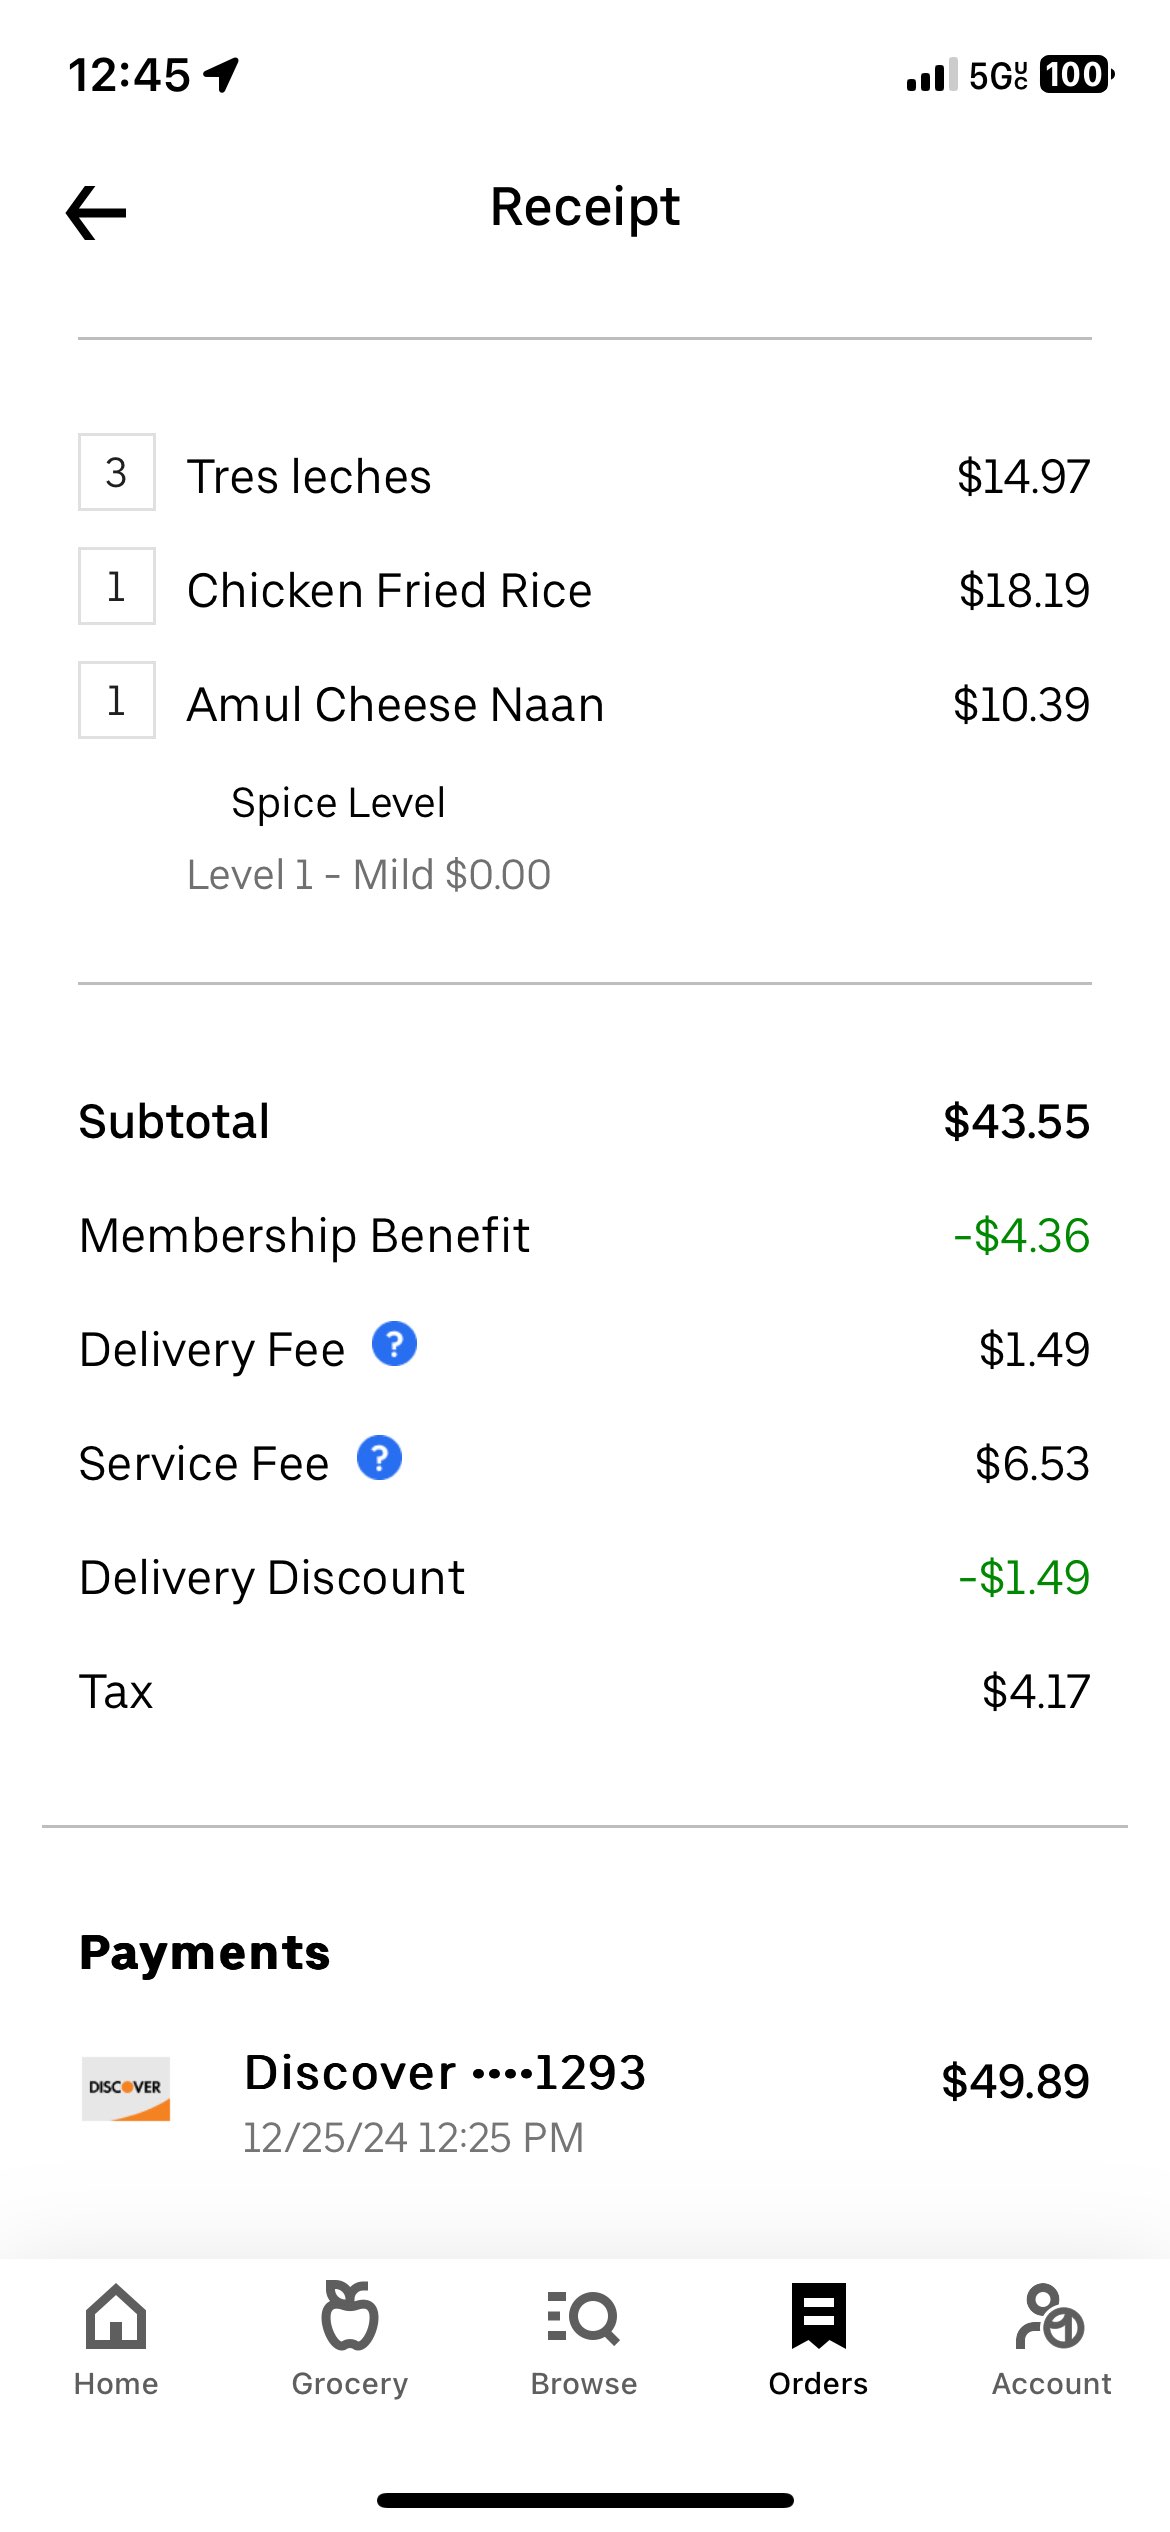 12:45 5GUC 100
Receipt
3 Tres leches $14.97
1 Chicken Fried Rice $18.19
1 Amul Cheese Naan $10.39
Spice Level
Level 1 - Mild $0.00
Subtotal $43.55
Membership Benefit -$4.36
Delivery Fee ? $1.49
Service Fee ? $6.53
Delivery Discount -$1.49
Tax $4.17
Payments
DISCOVER Discover ••••1293 $49.89
12/25/24 12:25 PM
Home Grocery Browse Orders Account